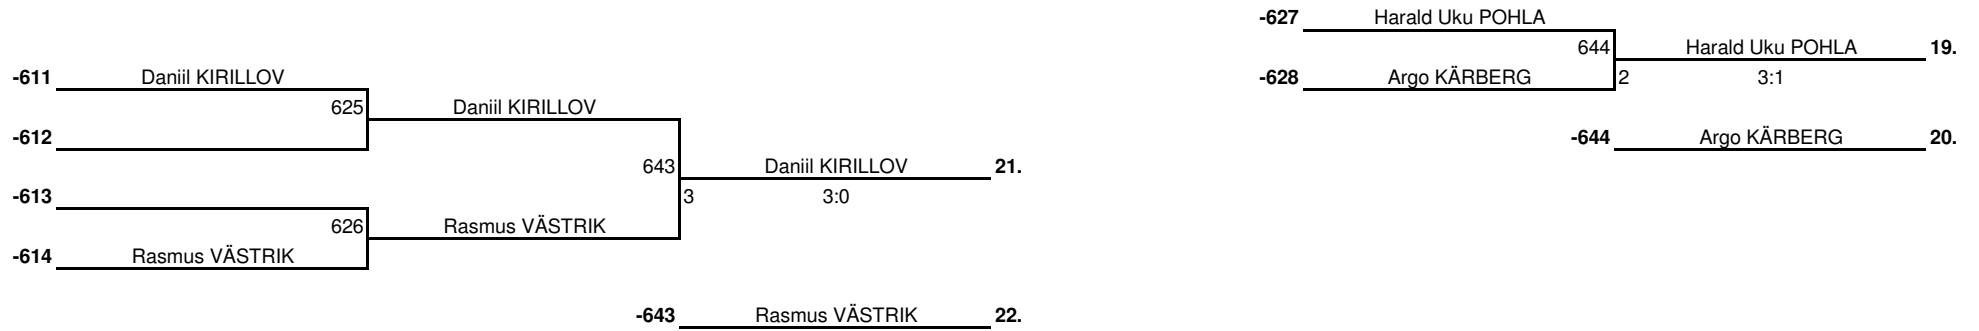 -627 Harald Uku POHLA
644 Harald Uku POHLA 19.
-611 Daniil KIRILLOV
-628 Argo KÄRBERG 2 3:1
625 Daniil KIRILLOV
-612
-644 Argo KÄRBERG 20.
643 Daniil KIRILLOV 21.
-613
3 3:0
626 Rasmus VÄSTRIK
-614 Rasmus VÄSTRIK
-643 Rasmus VÄSTRIK 22.